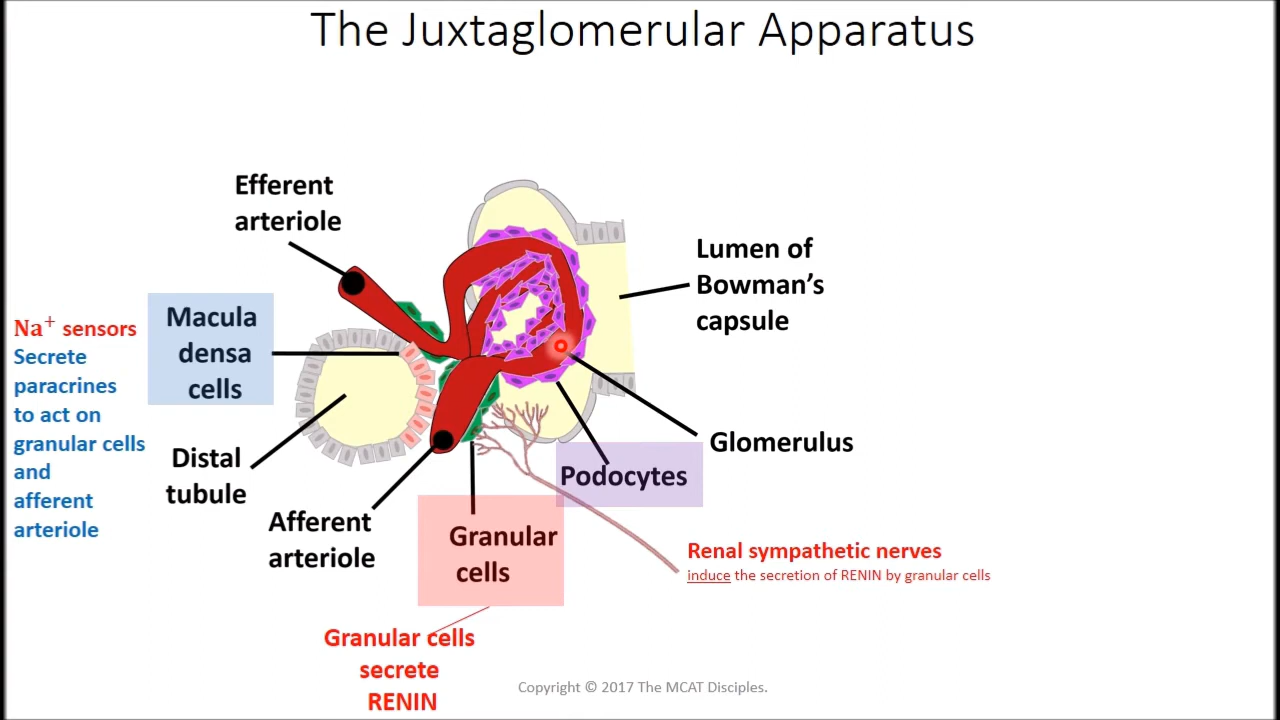 The Juxtaglomerular Apparatus
Efferent
arteriole
Lumen of
Bowman's
capsule
Na⁺ sensors
Secrete
paracrines
to act on
granular cells
and
afferent
arteriole
Macula
densa
cells
Distal
tubule
Afferent
arteriole
Granular
cells
Podocytes
Glomerulus
Renal sympathetic nerves
induce the secretion of RENIN by granular cells
Granular cells
secrete
RENIN
Copyright © 2017 The MCAT Disciples.